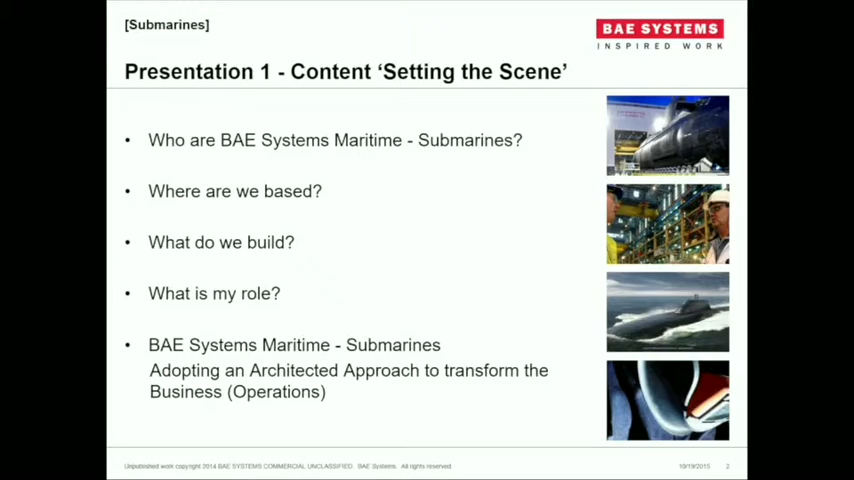 [Submarines]
BAE SYSTEMS
INSPIRED WORK
Presentation 1 - Content ‘Setting the Scene’
• Who are BAE Systems Maritime - Submarines?
• Where are we based?
• What do we build?
• What is my role?
• BAE Systems Maritime - Submarines
Adopting an Architected Approach to transform the
Business (Operations)
Unpublished work copyright 2014 BAE SYSTEMS COMMERCIAL UNCLASSIFIED. BAE Systems. All rights reserved
10/19/2015 2